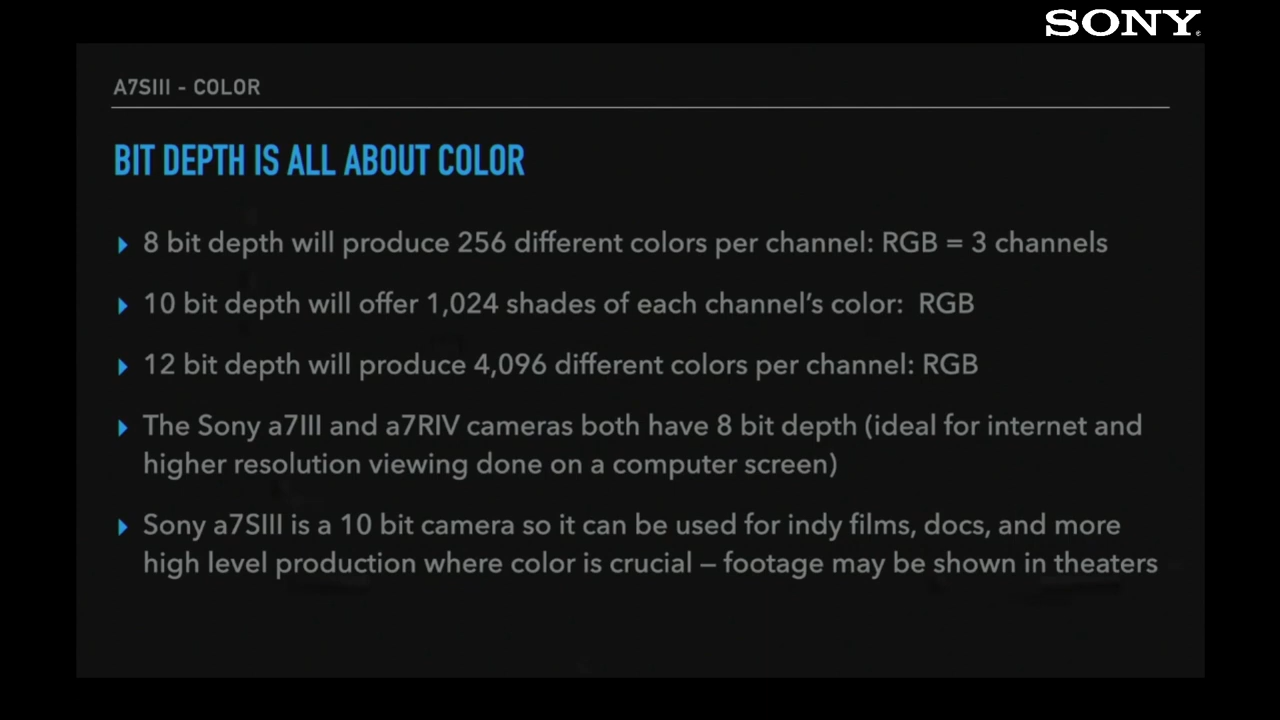 SONY
A7SIII - COLOR
BIT DEPTH IS ALL ABOUT COLOR
8 bit depth will produce 256 different colors per channel: RGB = 3 channels
10 bit depth will offer 1,024 shades of each channel's color:  RGB
12 bit depth will produce 4,096 different colors per channel: RGB
The Sony a7III and a7RIV cameras both have 8 bit depth (ideal for internet and
higher resolution viewing done on a computer screen)
Sony a7SIII is a 10 bit camera so it can be used for indy films, docs, and more
high level production where color is crucial – footage may be shown in theaters